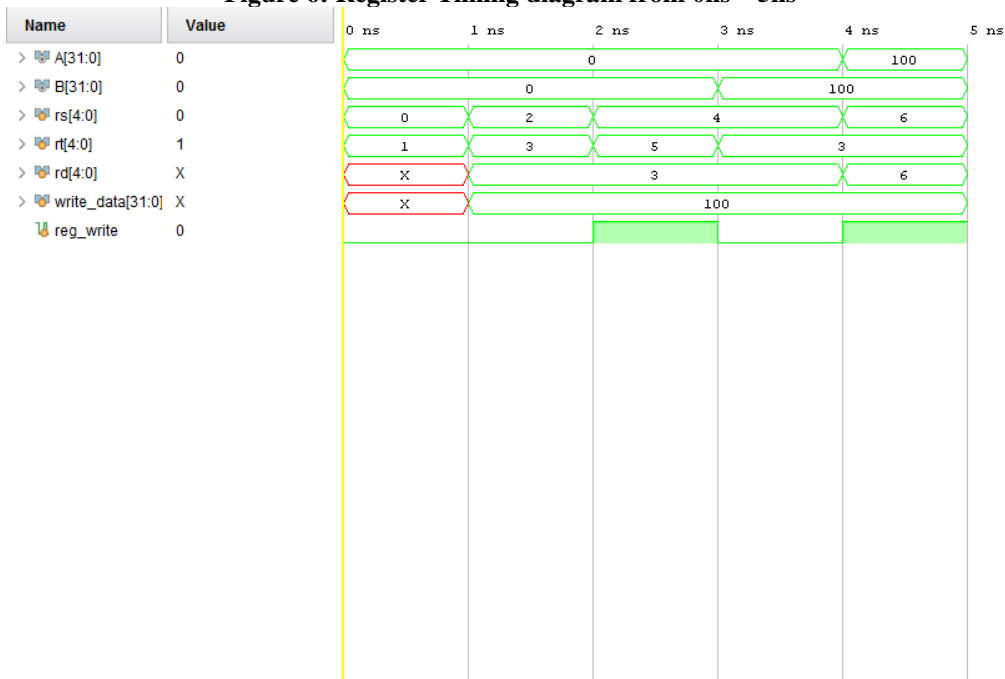 Figure 6: Register Timing diagram from 0ns – 5ns
Name Value 0 ns 1 ns 2 ns 3 ns 4 ns 5 ns
A[31:0] 0 0 100
B[31:0] 0 0 100
rs[4:0] 0 0 2 4 6
rt[4:0] 1 1 3 5 3
rd[4:0] X X 3 6
write_data[31:0] X X 100
reg_write 0